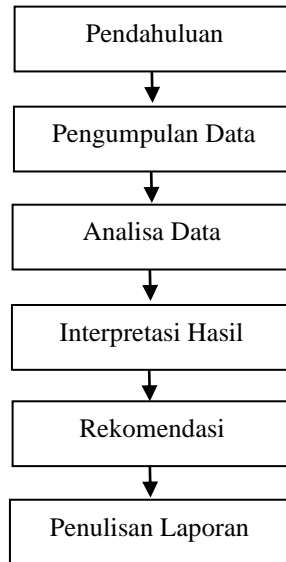 Pendahuluan
Pengumpulan Data
Analisa Data
Interpretasi Hasil
Rekomendasi
Penulisan Laporan